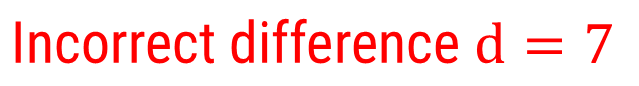 Incorrect difference d = 7